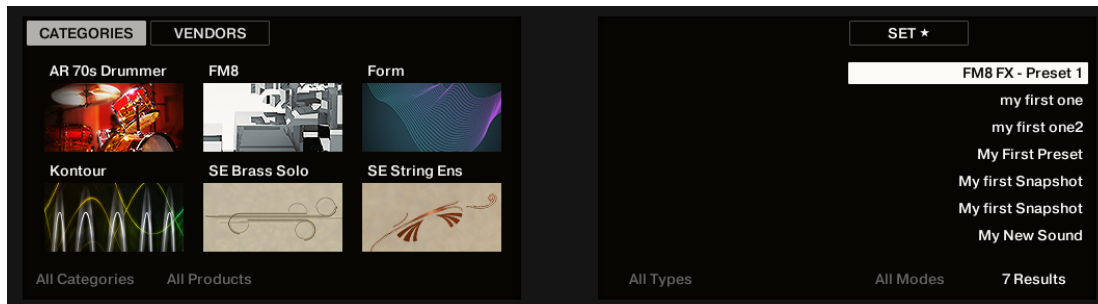 CATEGORIES VENDORS
AR 70s Drummer FM8 Form
Kontour SE Brass Solo SE String Ens
All Categories All Products
SET ★
FM8 FX - Preset 1
my first one
my first one2
My First Preset
My first Snapshot
My first Snapshot
My New Sound
All Types All Modes 7 Results